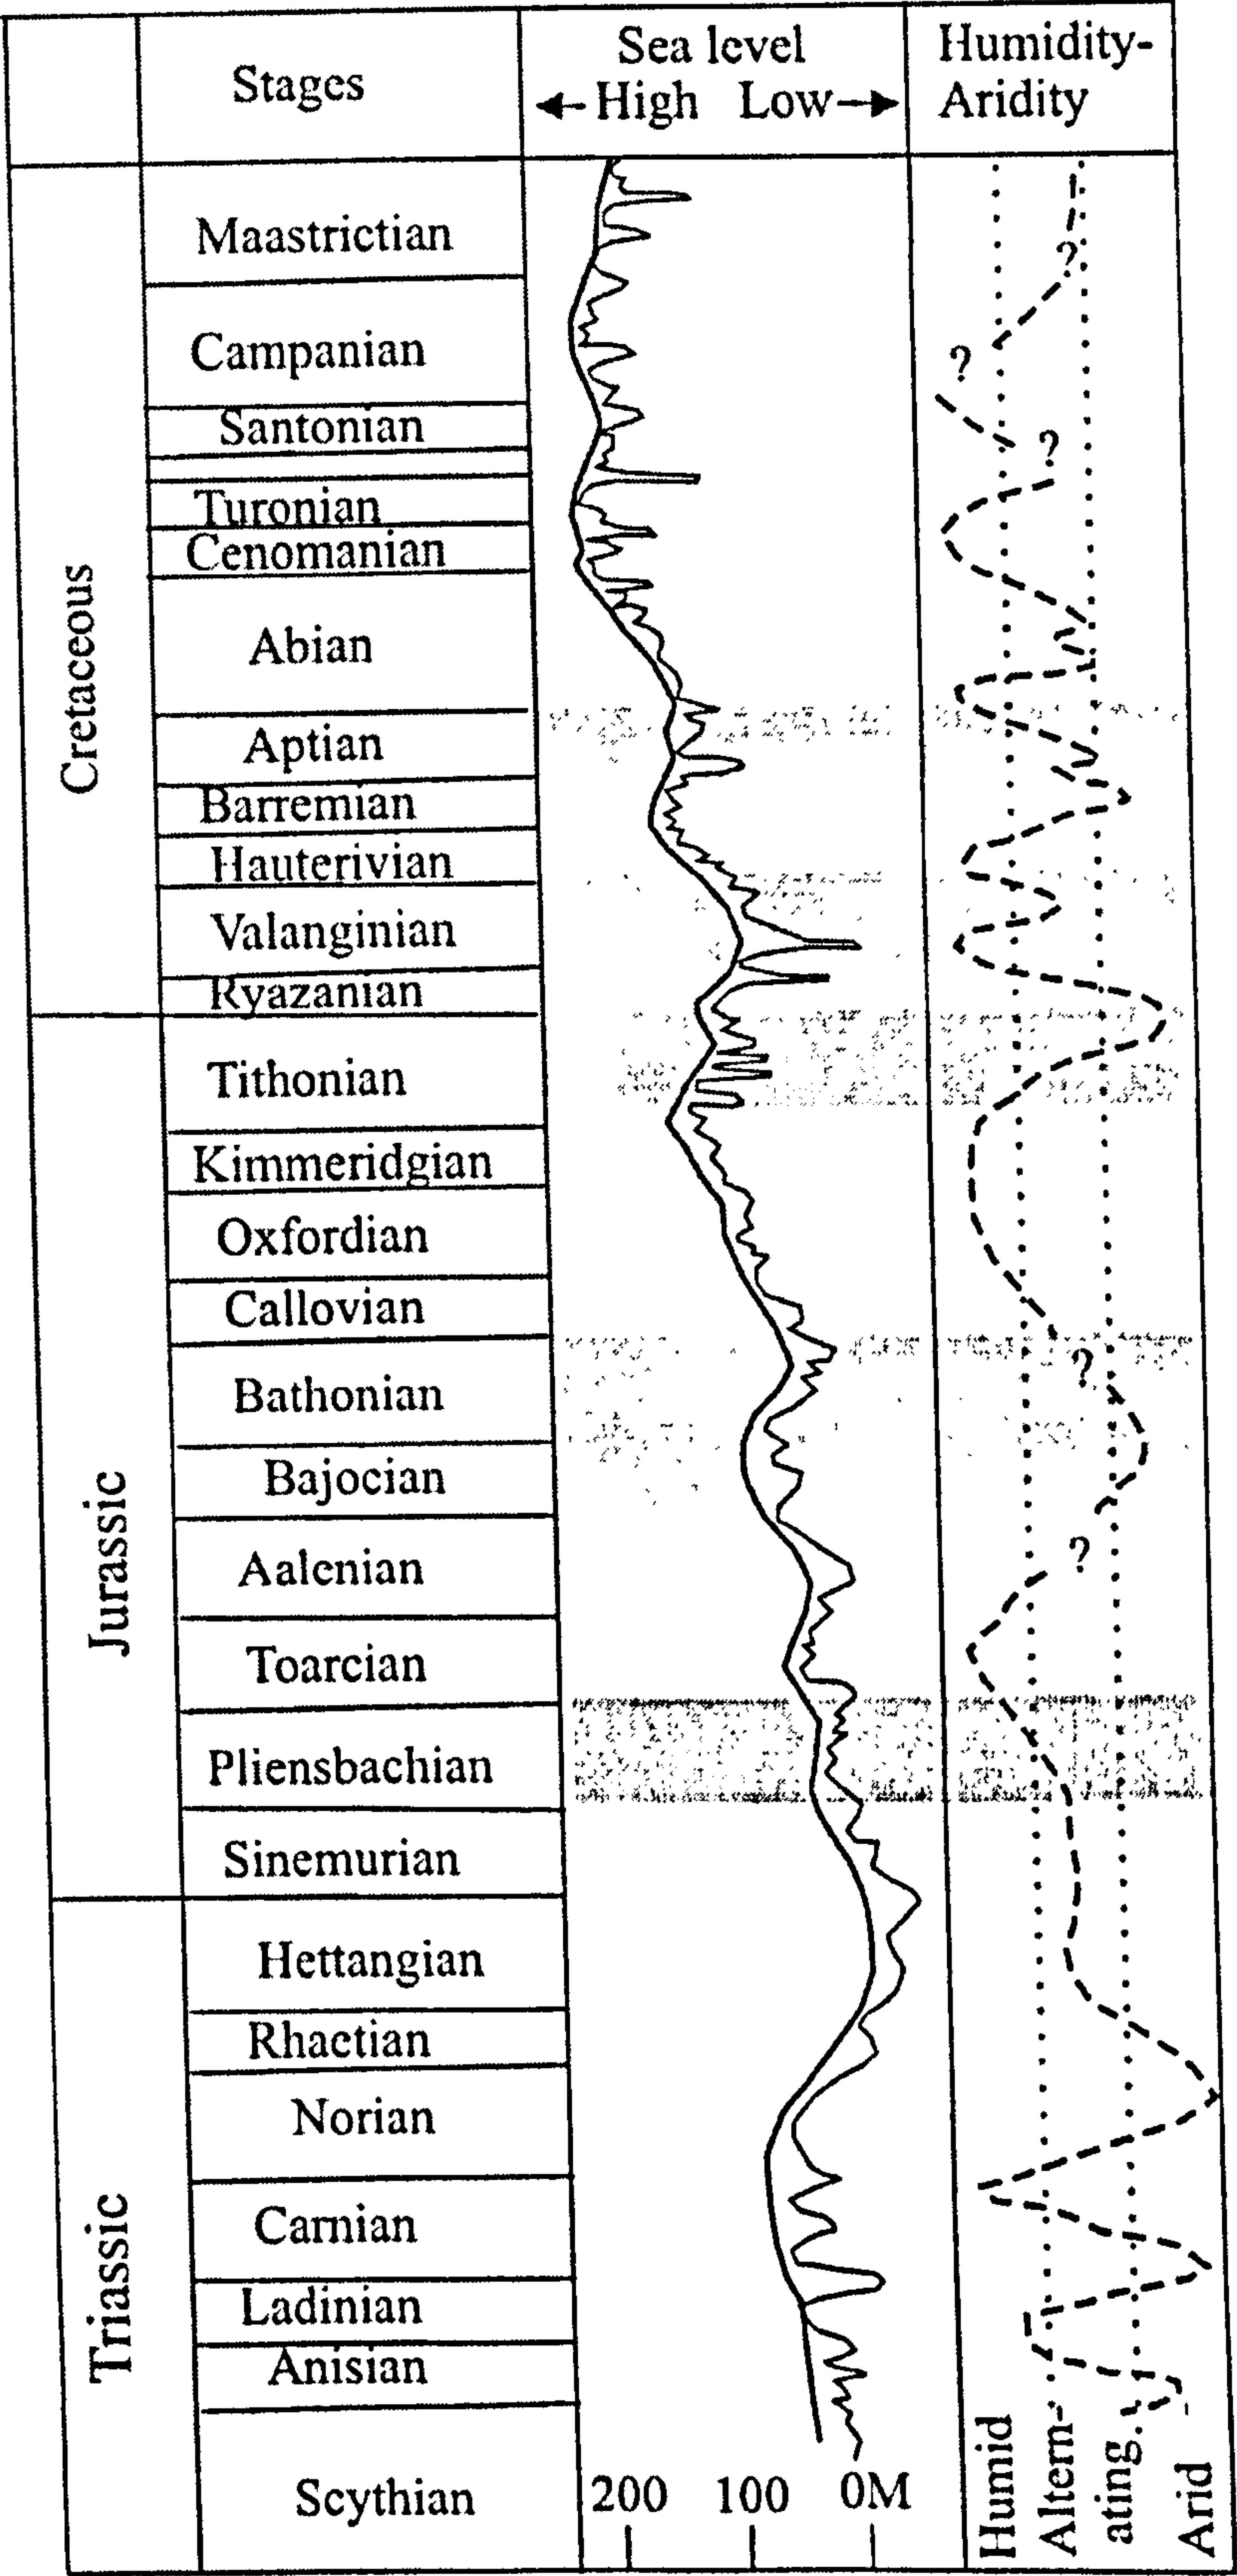 Stages
Sea level
←High Low→
Humidity-
Aridity
Cretaceous
Maastrictian
?
Campanian
?
Santonian
?
Turonian
Cenomanian
Abian
Aptian
Barremian
Hauterivian
Valanginian
Ryazanian
Jurassic
Tithonian
Kimmeridgian
Oxfordian
Callovian
?
Bathonian
Bajocian
Aalenian
?
Toarcian
Pliensbachian
Sinemurian
Triassic
Hettangian
Rhaetian
Norian
Carnian
Ladinian
Anisian
Scythian
200 100 0M
Humid
Altern-
ating
Arid